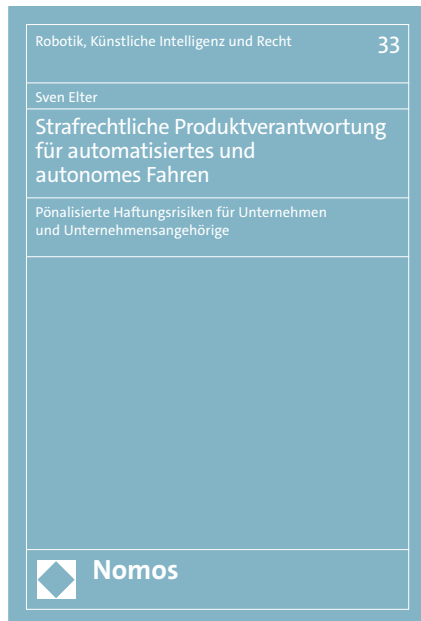 Robotik, Künstliche Intelligenz und Recht 33
Sven Elter
Strafrechtliche Produktverantwortung
für automatisiertes und
autonomes Fahren
Pönalisierte Haftungsrisiken für Unternehmen
und Unternehmensangehörige
Nomos